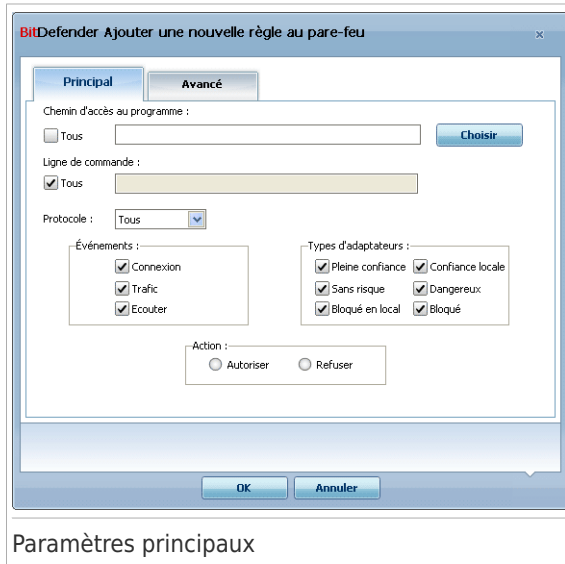 BitDefender Ajouter une nouvelle règle au pare-feu
Principal Avancé
Chemin d'accès au programme :
Tous Choisir
Ligne de commande :
Tous
Protocole : Tous
Événements : Types d'adaptateurs :
Connexion Pleine confiance Confiance locale
Trafic Sans risque Dangereux
Ecouter Bloqué en local Bloqué
Action :
Autoriser Refuser
OK Annuler
Paramètres principaux